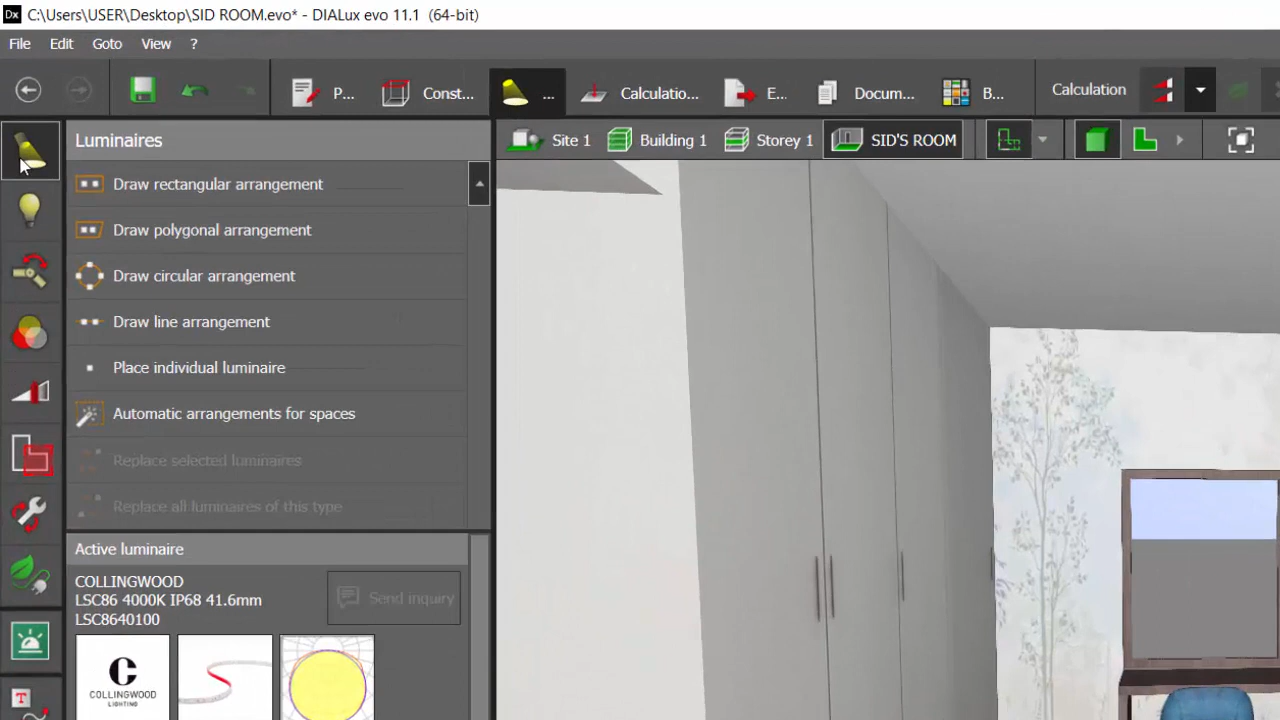 Dx C:\Users\USER\Desktop\SID ROOM.evo* - DIALux evo 11.1 (64-bit)
File Edit Goto View ?
P... Const... ... Calculatio... E... Docum... B... Calculation
Luminaires
Site 1 Building 1 Storey 1 SID'S ROOM
Draw rectangular arrangement
Draw polygonal arrangement
Draw circular arrangement
Draw line arrangement
Place individual luminaire
Automatic arrangements for spaces
Replace selected luminaires
Replace all luminaires of this type
Active luminaire
COLLINGWOOD
LSC86 4000K IP68 41.6mm
LSC8640100
Send inquiry
C
COLLINGWOOD
LIGHTING
T